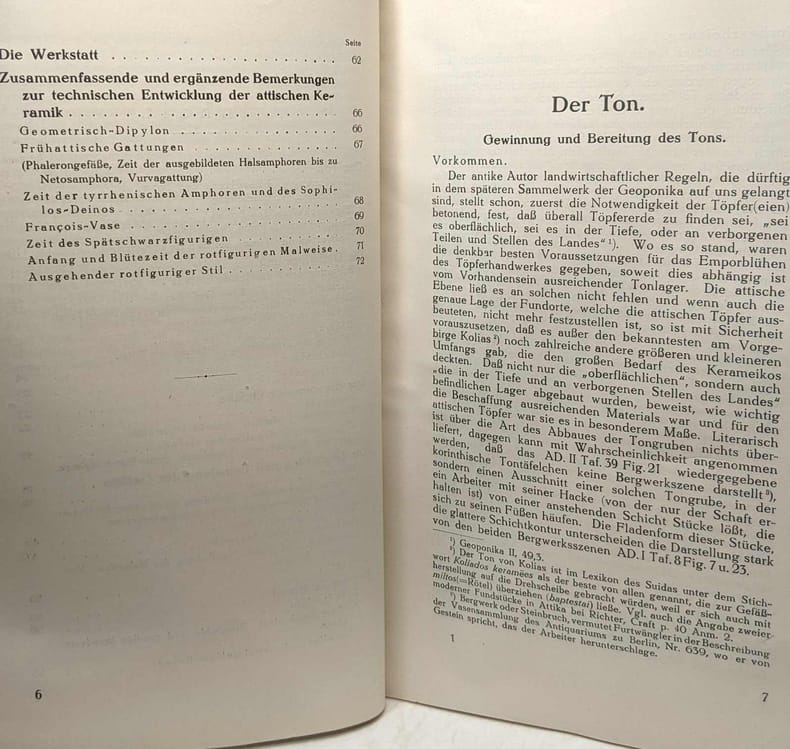 Seite
Die Werkstatt . . . . . . . . . . . . . . . . . . . . . 62
Zusammenfassende und ergänzende Bemerkungen
zur technischen Entwicklung der attischen Ke-
ramik . . . . . . . . . . . . . . . . . . . . . . . . 66
Geometrisch-Dipylon . . . . . . . . . . . . . . . 66
Frühattische Gattungen . . . . . . . . . . . . . . 67
(Phalerongefäße, Zeit der ausgebildeten Halsamphoren bis zu
Netosamphora, Vurvagattung)
Zeit der tyrrhenischen Amphoren und des Sophi-
los-Deinos . . . . . . . . . . . . . . . . . . . . 68
François-Vase . . . . . . . . . . . . . . . . . . . 69
Zeit des Spätschwarzfigurigen . . . . . . . . . . 70
Anfang und Blütezeit der rotfigurigen Malweise . 71
Ausgehender rotfiguriger Stil . . . . . . . . . . 72
6
Der Ton.
Gewinnung und Bereitung des Tons.
Vorkommen.
Der antike Autor landwirtschaftlicher Regeln, die dürftig
in dem späteren Sammelwerk der Geoponika auf uns gelangt
sind, stellt schon, zuerst die Notwendigkeit der Töpfer(eien)
betonend, fest, daß überall Töpfererde zu finden sei, „sei
es oberflächlich, sei es in der Tiefe, oder an verborgenen
Teilen und Stellen des Landes“ ¹). Wo es so stand, waren
die denkbar besten Voraussetzungen für das Emporblühen
des Töpferhandwerkes gegeben, soweit dies abhängig ist
vom Vorhandensein ausreichender Tonlager. Die attische
Ebene ließ es an solchen nicht fehlen und wenn auch die
genaue Lage der Fundorte, welche die attischen Töpfer aus-
beuteten, nicht mehr festzustellen ist, so ist mit Sicherheit
vorauszusetzen, daß es außer den bekanntesten am Vorge-
birge Kolias ²) noch zahlreiche andere größeren und kleineren
Umfangs gab, die den großen Bedarf des Kerameikos
deckten. Daß nicht nur die „oberflächlichen“, sondern auch
„die in der Tiefe und an verborgenen Stellen des Landes“
befindlichen Lager abgebaut wurden, beweist, wie wichtig
die Beschaffung ausreichenden Materials war und für den
attischen Töpfer war sie es in besonderem Maße. Literarisch
ist über die Art des Abbaues der Tongruben nichts über-
liefert, dagegen kann mit Wahrscheinlichkeit angenommen
werden, daß das AD. II Taf. 39 Fig. 21 wiedergegebene
korinthische Tontäfelchen keine Bergwerkszene darstellt ³),
sondern einen Ausschnitt einer solchen Tongrube, in der
ein Arbeiter mit seiner Hacke (von der nur der Schaft er-
halten ist) von einer anstehenden Schicht Stücke lößt, die
sich zu seinen Füßen häufen. Die Fladenform dieser Stücke,
die glattere Schichtkontur unterscheiden die Darstellung stark
von den beiden Bergwerksszenen AD. I Taf. 8 Fig. 7 u. 23.
¹) Geoponika II, 49,3.
²) Der Ton von Kolias ist im Lexikon des Suidas unter dem Stich-
wort Koliados keramēes als der beste von allen genannt, die zur Gefäß-
herstellung auf die Drehscheibe gebracht würden, weil er sich auch mit
miltos(=Rötel) überziehen (baptestai) ließe. Vgl. auch die Angabe zweier
moderner Fundstücke in Attika bei Richter, Craft p. 40 Anm. 2.
³) Bergwerk oder Steinbruch, vermutet Furtwängler in der Beschreibung
der Vasensammlung des Antiquariums zu Berlin, Nr. 639, wo er von
Gestein spricht, das der Arbeiter herunterschlage.
1
7